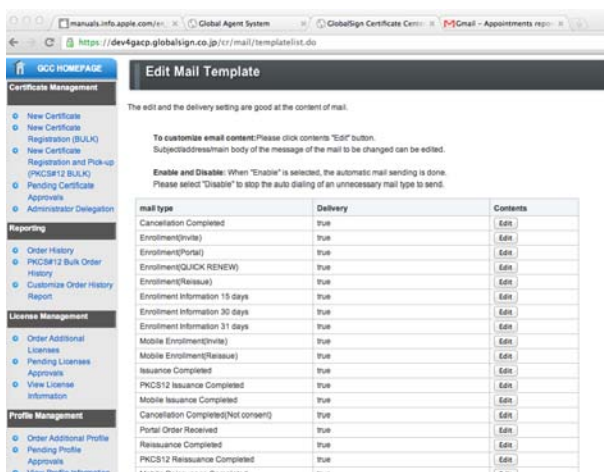 manuals.info.apple.com/en_
Global Agent System
GlobalSign Certificate Cente
Gmail - Appointments repo
https://dev4gacp.globalsign.co.jp/cr/mail/templatelist.do
GCC HOMEPAGE
Certificate Management
New Certificate
New Certificate
Registration (BULK)
New Certificate
Registration and Pick-up
(PKCS#12 BULK)
Pending Certificate
Approvals
Administrator Delegation
Reporting
Order History
PKCS#12 Bulk Order
History
Customize Order History
Report
License Management
Order Additional
Licenses
Pending Licenses
Approvals
View License
Information
Profile Management
Order Additional Profile
Pending Profile
Approvals
View Profile Information
Edit Mail Template
The edit and the delivery setting are good at the content of mail.
To customize email content:Please click contents "Edit" button.
Subject/address/main body of the message of the mail to be changed can be edited.
Enable and Disable: When "Enable" is selected, the automatic mail sending is done.
Please select "Disable" to stop the auto dialing of an unnecessary mail type to send.
mail type Delivery Contents
Cancellation Completed true Edit
Enrollment(Invite) true Edit
Enrollment(Portal) true Edit
Enrollment(QUICK RENEW) true Edit
Enrollment(Reissue) true Edit
Enrollment Information 15 days true Edit
Enrollment Information 30 days true Edit
Enrollment Information 31 days true Edit
Mobile Enrollment(Invite) true Edit
Mobile Enrollment(Reissue) true Edit
Issuance Completed true Edit
PKCS12 Issuance Completed true Edit
Mobile Issuance Completed true Edit
Cancellation Completed(Not consent) true Edit
Portal Order Received true Edit
Reissuance Completed true Edit
PKCS12 Reissuance Completed true Edit